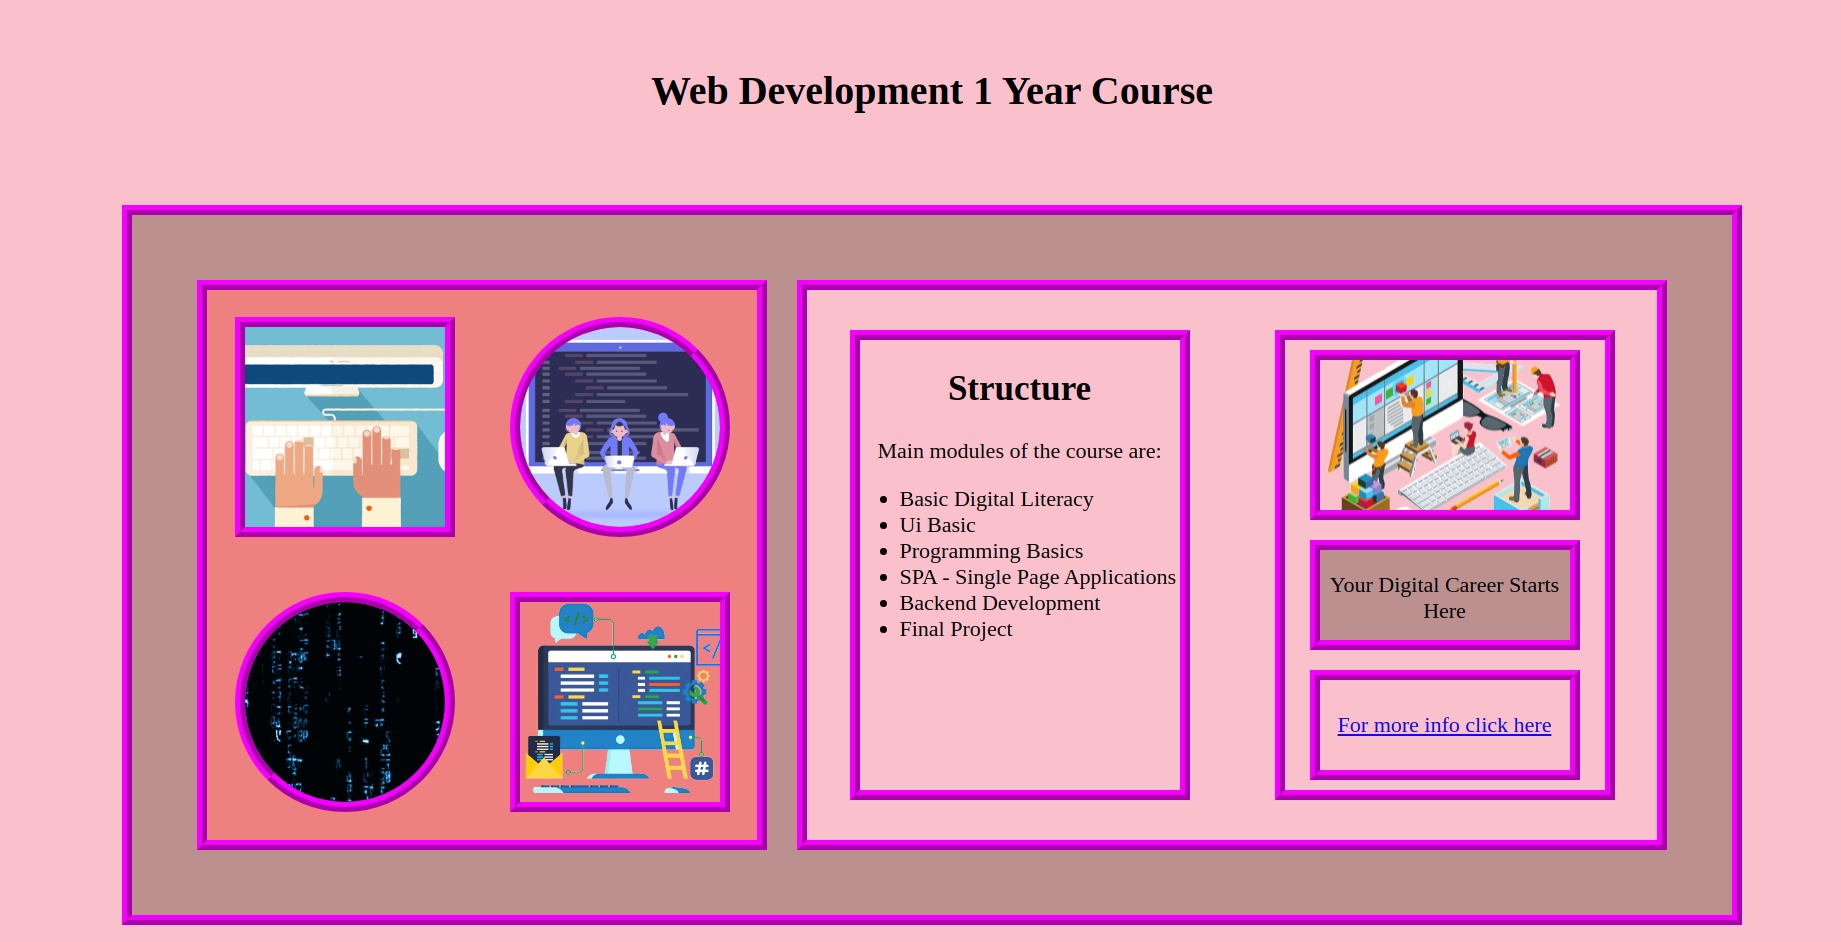 Web Development 1 Year Course
Structure
Main modules of the course are:
Basic Digital Literacy
Ui Basic
Programming Basics
SPA - Single Page Applications
Backend Development
Final Project
</>
</
#
Your Digital Career Starts
Here
For more info click here